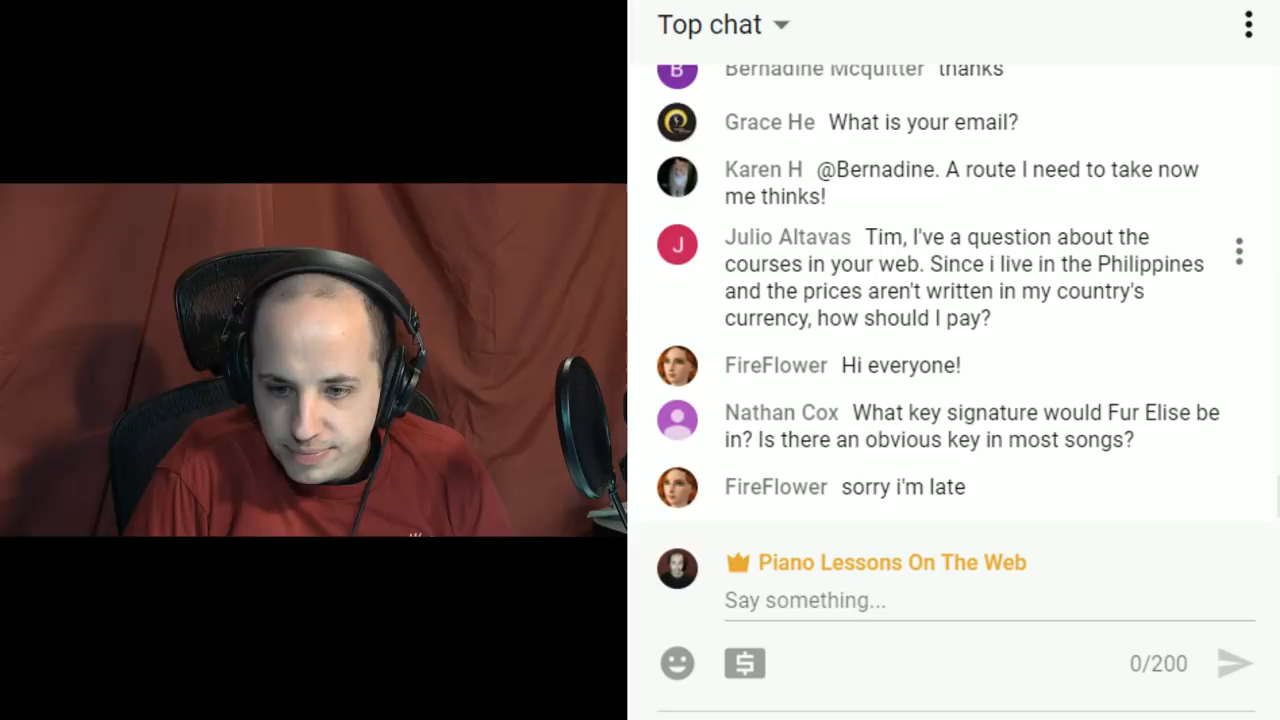 Top chat
B Bernadine Mcquitter thanks
Grace He What is your email?
Karen H @Bernadine. A route I need to take now
me thinks!
J Julio Altavas Tim, I've a question about the
courses in your web. Since i live in the Philippines
and the prices aren't written in my country's
currency, how should I pay?
FireFlower Hi everyone!
Nathan Cox What key signature would Fur Elise be
in? Is there an obvious key in most songs?
FireFlower sorry i'm late
Piano Lessons On The Web
Say something...
$ 0/200